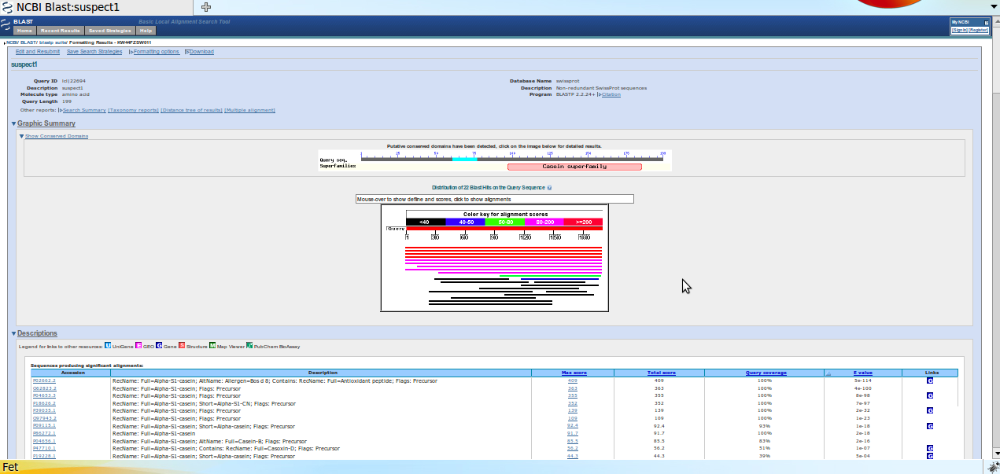 NCBI Blast:suspect1
BLAST
Basic Local Alignment Search Tool
Home Recent Results Saved Strategies Help
My NCBI
[Sign In] [Register]
NCBI/ BLAST/ blastp suite/ Formatting Results - KW44FZSW011
Edit and Resubmit Save Search Strategies Formatting options Download
suspect1
Query ID lcl|22694
Description suspect1
Molecule type amino acid
Query Length 199
Database Name swissprot
Description Non-redundant SwissProt sequences
Program BLASTP 2.2.24+ Citation
Other reports: Search Summary [Taxonomy reports] [Distance tree of results] [Multiple alignment]
Graphic Summary
Show Conserved Domains
Putative conserved domains have been detected, click on the image below for detailed results.
1 25 50 75 100 125 150 175 199
Query seq.
Superfamilies Casein superfamily
Distribution of 22 Blast Hits on the Query Sequence
Mouse-over to show defline and scores, click to show alignments
Color key for alignment scores
<40 40-50 50-80 80-200 >=200
Query
1 30 60 90 120 150 180
Descriptions
Legend for links to other resources: U UniGene E GEO G Gene S Structure M Map Viewer PubChem BioAssay
Sequences producing significant alignments:
Accession Description Max score Total score Query coverage E value Links
P02662.2 RecName: Full=Alpha-S1-casein; AltName: Allergen=Bos d 8; Contains: RecName: Full=Antioxidant peptide; Flags: Precursor 409 409 100% 5e-114 G
O62823.2 RecName: Full=Alpha-S1-casein; Flags: Precursor 363 363 100% 4e-100
P04653.3 RecName: Full=Alpha-S1-casein; Flags: Precursor 355 355 100% 8e-98 G
P18626.2 RecName: Full=Alpha-S1-casein; Short=Alpha-S1-CN; Flags: Precursor 352 352 100% 7e-97
P39035.1 RecName: Full=Alpha-S1-casein; Flags: Precursor 139 139 100% 2e-32 G
O97943.2 RecName: Full=Alpha-S1-casein; Flags: Precursor 109 109 100% 1e-23
P09115.1 RecName: Full=Alpha-S1-casein; Short=Alpha-casein; Flags: Precursor 92.4 92.4 93% 1e-18 G
P86272.1 RecName: Full=Alpha-S1-casein 91.7 91.7 100% 2e-18
P04656.1 RecName: Full=Alpha-S1-casein; AltName: Full=Casein-B; Flags: Precursor 85.5 85.5 83% 2e-16
P47710.1 RecName: Full=Alpha-S1-casein; Contains: RecName: Full=Casoxin-D; Flags: Precursor 56.2 56.2 51% 1e-07 G
P19228.1 RecName: Full=Alpha-S1-casein; Short=Alpha-casein; Flags: Precursor 44.3 44.3 39% 5e-04 G
Fet